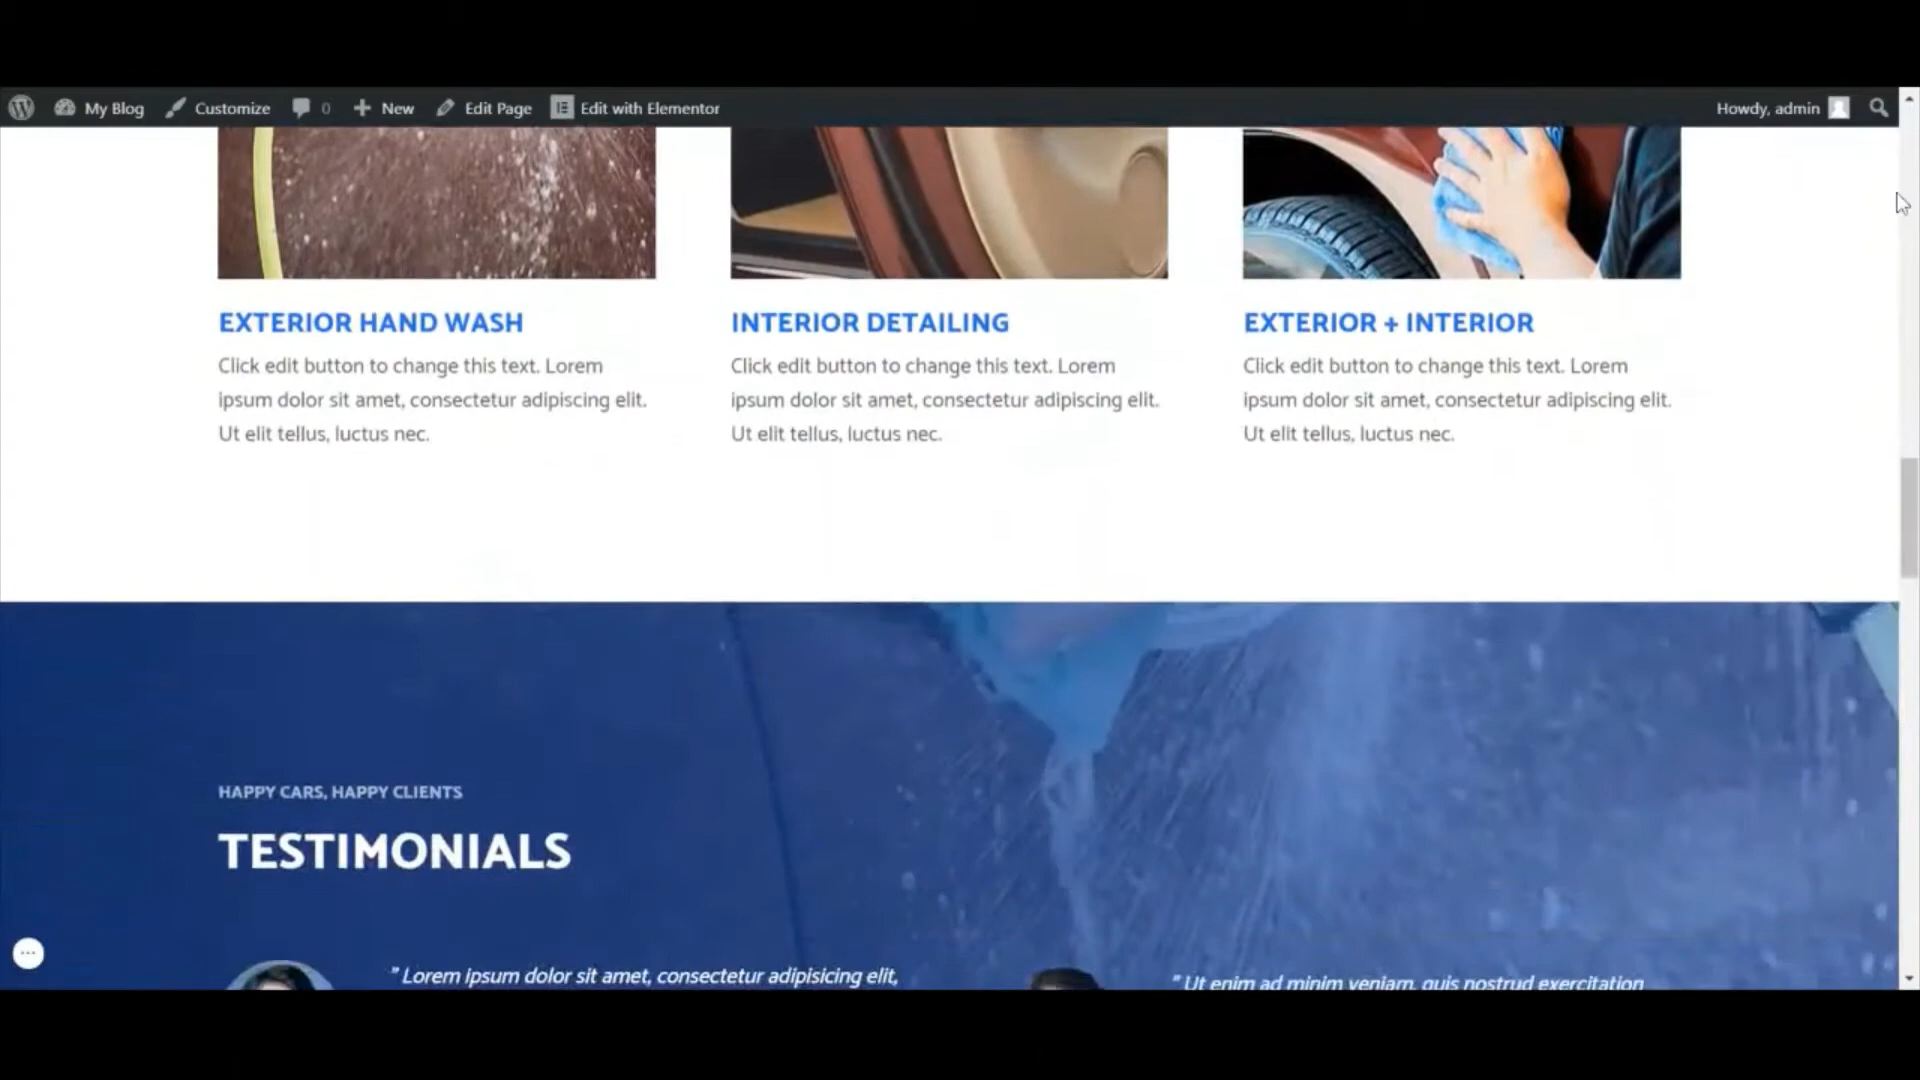 My Blog Customize 0 New Edit Page Edit with Elementor Howdy, admin
EXTERIOR HAND WASH
Click edit button to change this text. Lorem
ipsum dolor sit amet, consectetur adipiscing elit.
Ut elit tellus, luctus nec.
INTERIOR DETAILING
Click edit button to change this text. Lorem
ipsum dolor sit amet, consectetur adipiscing elit.
Ut elit tellus, luctus nec.
EXTERIOR + INTERIOR
Click edit button to change this text. Lorem
ipsum dolor sit amet, consectetur adipiscing elit.
Ut elit tellus, luctus nec.
HAPPY CARS, HAPPY CLIENTS
TESTIMONIALS
" Lorem ipsum dolor sit amet, consectetur adipisicing elit,
" Ut enim ad minim veniam, quis nostrud exercitation